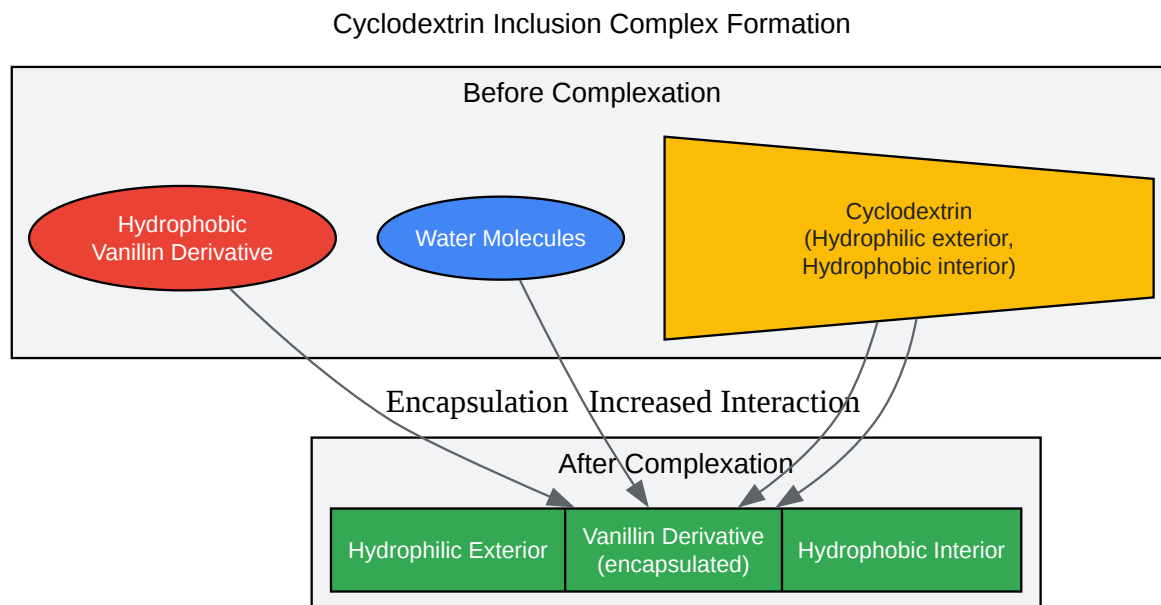 Cyclodextrin Inclusion Complex Formation
Before Complexation
Hydrophobic
Vanillin Derivative
Water Molecules
Cyclodextrin
(Hydrophilic exterior,
Hydrophobic interior)
Encapsulation
Increased Interaction
After Complexation
Hydrophilic Exterior
Vanillin Derivative
(encapsulated)
Hydrophobic Interior